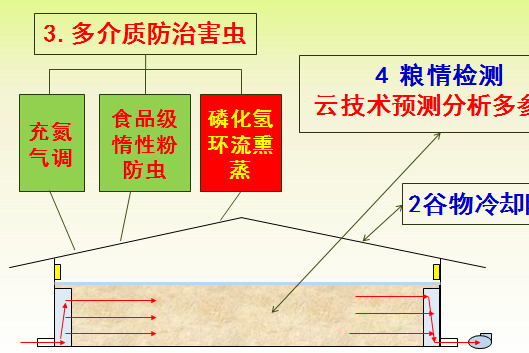 3. 多介质防治害虫
4 粮情检测
云技术预测分析多参
充氮
气调
食品级
惰性粉
防虫
磷化氢
环流熏
蒸
2谷物冷却